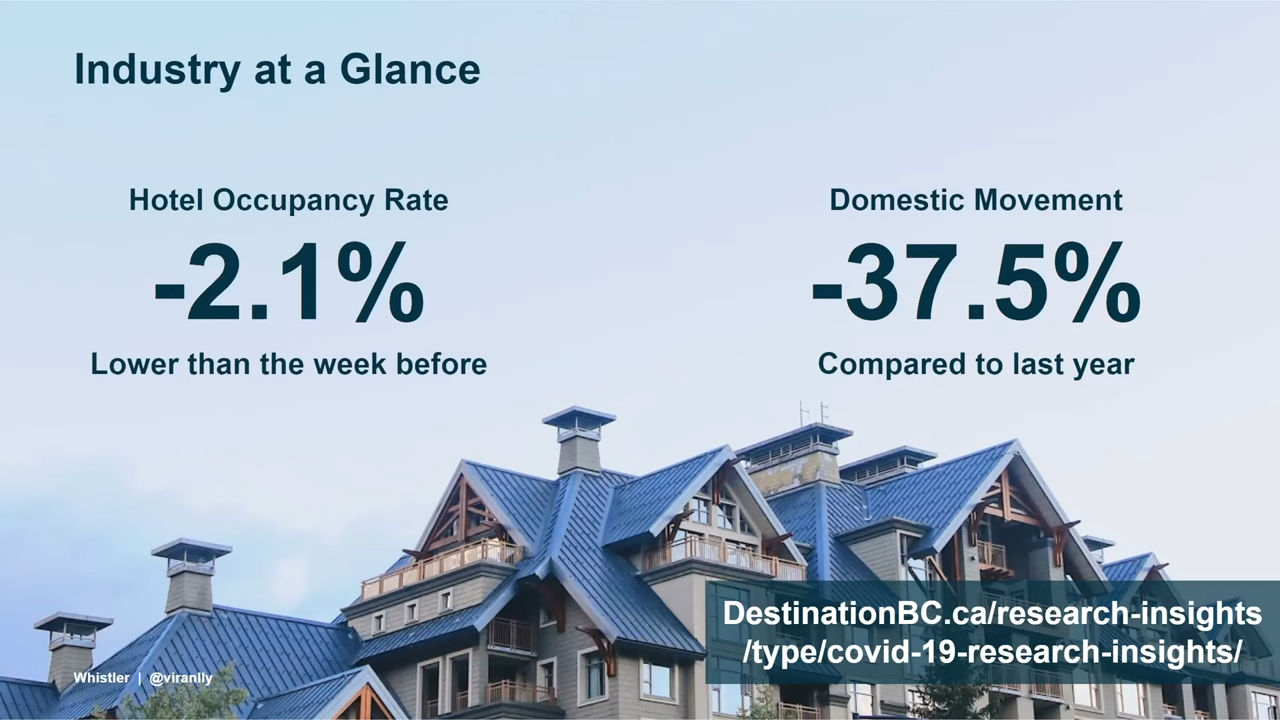 Industry at a Glance
Hotel Occupancy Rate
-2.1%
Lower than the week before
Domestic Movement
-37.5%
Compared to last year
DestinationBC.ca/research-insights
/type/covid-19-research-insights/
Whistler | @viranlly